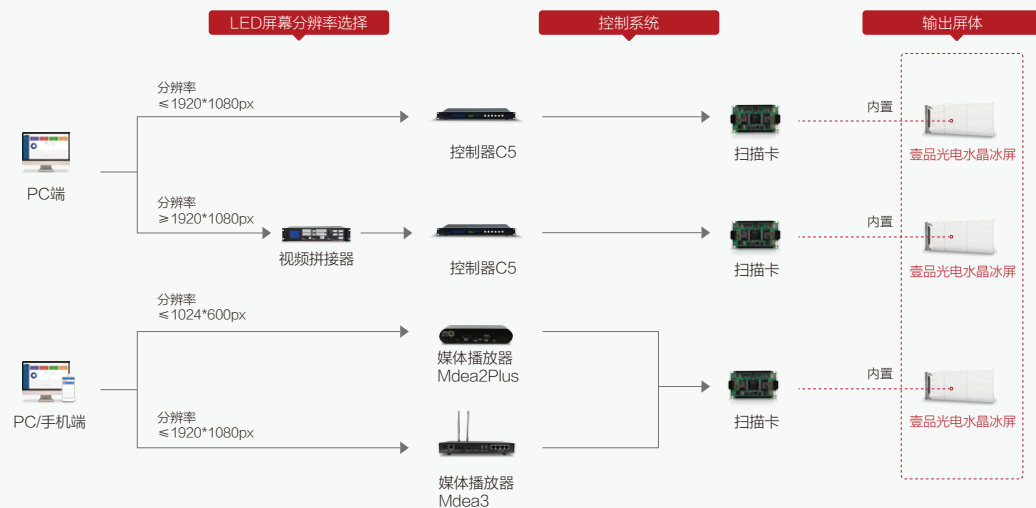 LED屏幕分辨率选择
控制系统
输出屏体
分辨率
≤1920*1080px
控制器C5
扫描卡
内置
壹品光电水晶冰屏
PC端
分辨率
≥1920*1080px
视频拼接器
控制器C5
扫描卡
内置
壹品光电水晶冰屏
分辨率
≤1024*600px
媒体播放器
Mdea2Plus
PC/手机端
扫描卡
内置
壹品光电水晶冰屏
分辨率
≤1920*1080px
媒体播放器
Mdea3